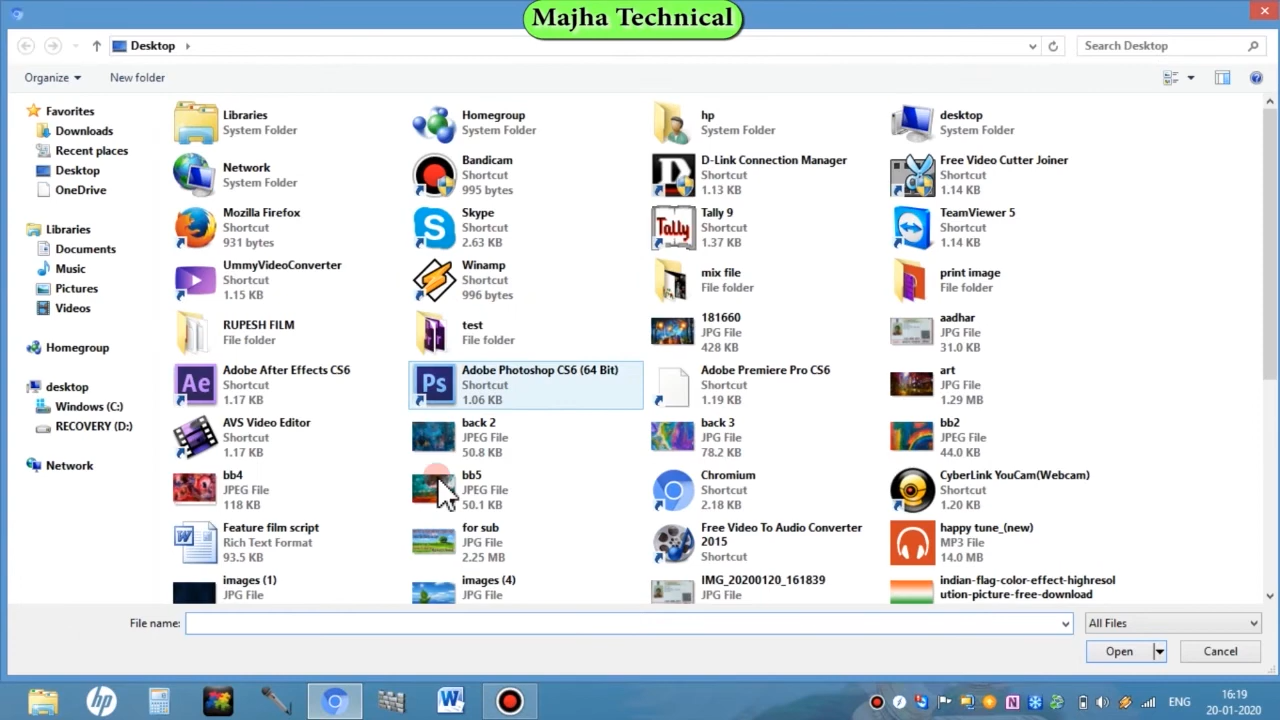 Majha Technical
Desktop
Search Desktop
Organize
New folder
Favorites
Downloads
Recent places
Desktop
OneDrive
Libraries
Documents
Music
Pictures
Videos
Homegroup
desktop
Windows (C:)
RECOVERY (D:)
Network
Libraries
System Folder
Homegroup
System Folder
hp
System Folder
desktop
System Folder
Network
System Folder
Bandicam
Shortcut
995 bytes
D-Link Connection Manager
Shortcut
1.13 KB
Free Video Cutter Joiner
Shortcut
1.14 KB
Mozilla Firefox
Shortcut
931 bytes
Skype
Shortcut
2.63 KB
Tally
Tally 9
Shortcut
1.37 KB
TeamViewer 5
Shortcut
1.14 KB
UmmyVideoConverter
Shortcut
1.15 KB
Winamp
Shortcut
996 bytes
mix file
File folder
print image
File folder
RUPESH FILM
File folder
test
File folder
181660
JPG File
428 KB
aadhar
JPG File
31.0 KB
Ae
Adobe After Effects CS6
Shortcut
1.17 KB
Ps
Adobe Photoshop CS6 (64 Bit)
Shortcut
1.06 KB
Adobe Premiere Pro CS6
Shortcut
1.19 KB
art
JPG File
1.29 MB
AVS Video Editor
Shortcut
1.17 KB
back 2
JPEG File
50.8 KB
back 3
JPG File
78.2 KB
bb2
JPEG File
44.0 KB
bb4
JPEG File
118 KB
bb5
JPEG File
50.1 KB
Chromium
Shortcut
2.18 KB
CyberLink YouCam(Webcam)
Shortcut
1.20 KB
Feature film script
Rich Text Format
93.5 KB
for sub
JPG File
2.25 MB
Free Video To Audio Converter
2015
Shortcut
happy tune_(new)
MP3 File
14.0 MB
images (1)
JPG File
images (4)
JPG File
IMG_20200120_161839
JPG File
indian-flag-color-effect-highresol
ution-picture-free-download
File name:
All Files
Open
Cancel
hp
ENG
16:19
20-01-2020